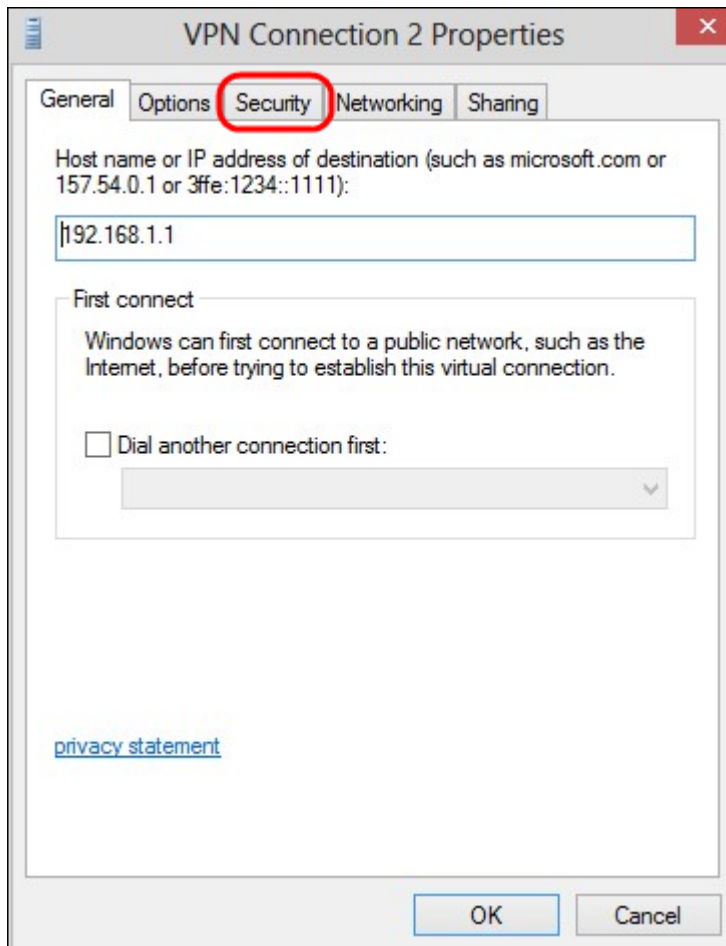 VPN Connection 2 Properties
General Options Security Networking Sharing
Host name or IP address of destination (such as microsoft.com or
157.54.0.1 or 3ffe:1234::1111):
192.168.1.1
First connect
Windows can first connect to a public network, such as the
Internet, before trying to establish this virtual connection.
Dial another connection first:
privacy statement
OK Cancel